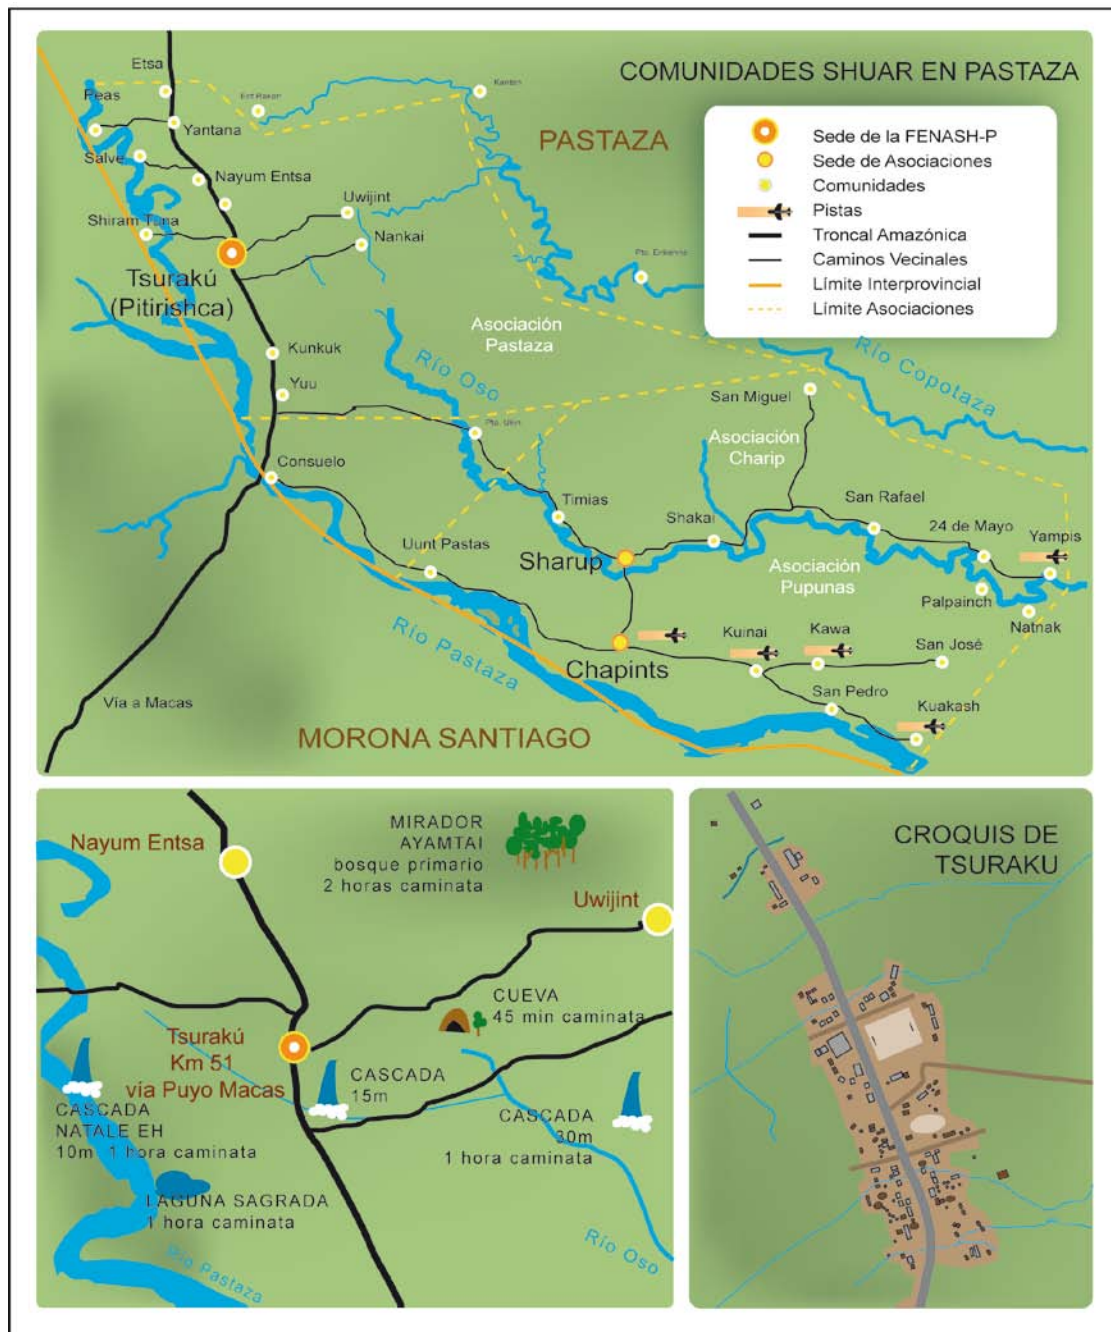 COMUNIDADES SHUAR EN PASTAZA
Etsa
Peas
Kantan
Yantana
PASTAZA
Sede de la FENASH-P
Sede de Asociaciones
Comunidades
Pistas
Troncal Amazónica
Caminos Vecinales
Límite Interprovincial
Límite Asociaciones
Salve
Nayum Entsa
Uwijint
Shiram Tuna
Nankai
Tsurakú
(Pitirishca)
Asociación
Pastaza
Río Oso
Río Copotaza
Kunkuk
Yuu
San Miguel
Asociación
Charip
Consuelo
Timias
Shakai
San Rafael
24 de Mayo
Yampis
Uunt Pastas
Sharup
Asociación
Pupunas
Palpainch
Natnak
Río Pastaza
Chapints
Kuinai
Kawa
San José
San Pedro
Kuakash
Vía a Macas
MORONA SANTIAGO
Nayum Entsa
MIRADOR
AYAMTAI
bosque primario
2 horas caminata
Uwijint
CUEVA
45 min caminata
Tsurakú
Km 51
vía Puyo Macas
CASCADA
15m
CASCADA
NATALE EH
10m 1 hora caminata
CASCADA
30m
1 hora caminata
LAGUNA SAGRADA
1 hora caminata
Río Pastaza
Río Oso
CROQUIS DE
TSURAKU